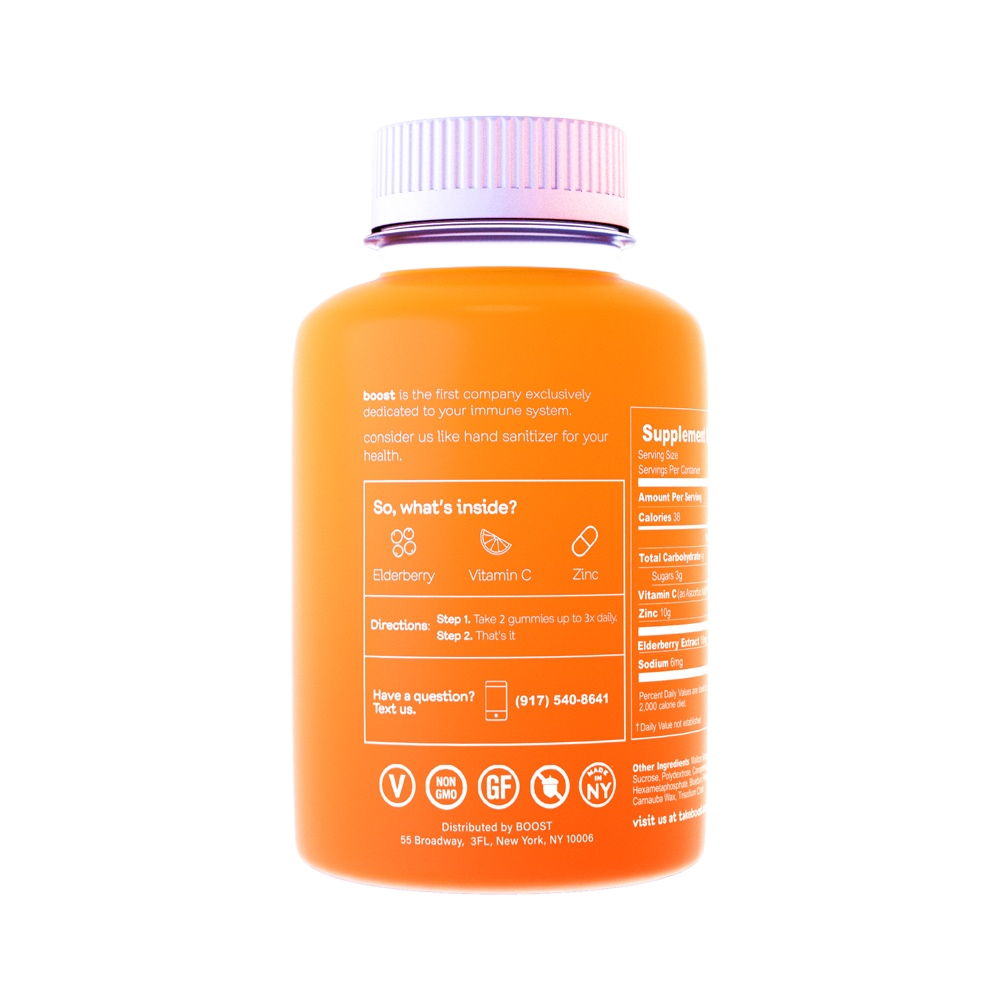 boost is the first company exclusively
dedicated to your immune system.
consider us like hand sanitizer for your
health.
So, what's inside?
Elderberry
Vitamin C
Zinc
Directions:
Step 1. Take 2 gummies up to 3x daily.
Step 2. That's it
Have a question?
Text us.
(917) 540-8641
V
NON
GMO
GF
MADE
IN
NY
Distributed by BOOST
55 Broadway, 3FL, New York, NY 10006
Supplement
Serving Size
Servings Per Container
Amount Per Serving
Calories 38
Total Carbohydrate
Sugars 3g
Vitamin C (as Ascorbic
Zinc 10g
Elderberry Extract
Sodium 6mg
Percent Daily Values are
2,000 calorie diet.
† Daily Value not
Other Ingredients
Sucrose, Polydextrose,
Hexametaphosphate
Carnauba Wax,
visit us at